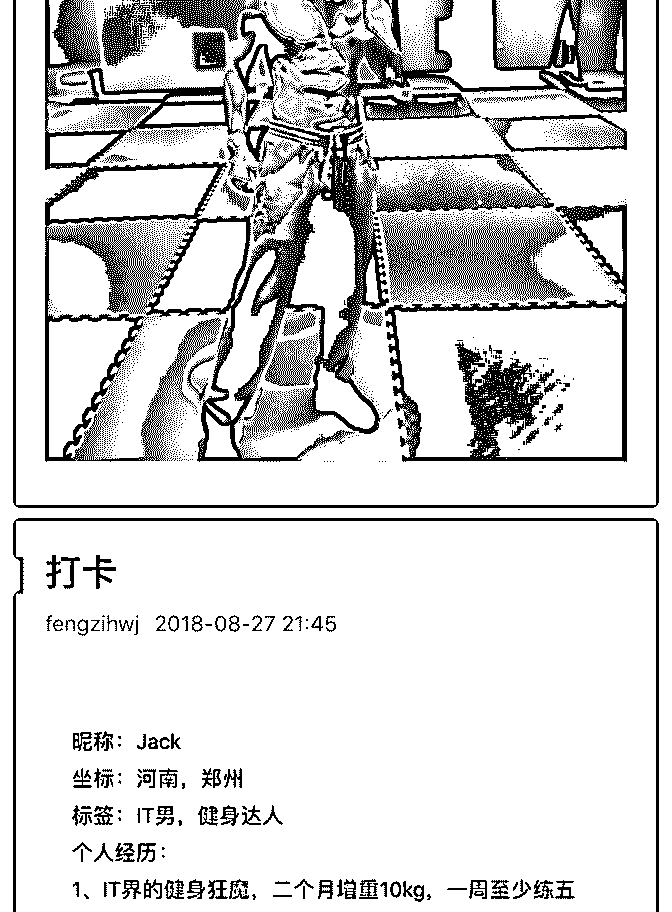 打卡
fengzihwj 2018-08-27 21:45
昵称：Jack
坐标：河南，郑州
标签：IT男，健身达人
个人经历：
1、IT界的健身狂魔，二个月增重10kg，一周至少练五